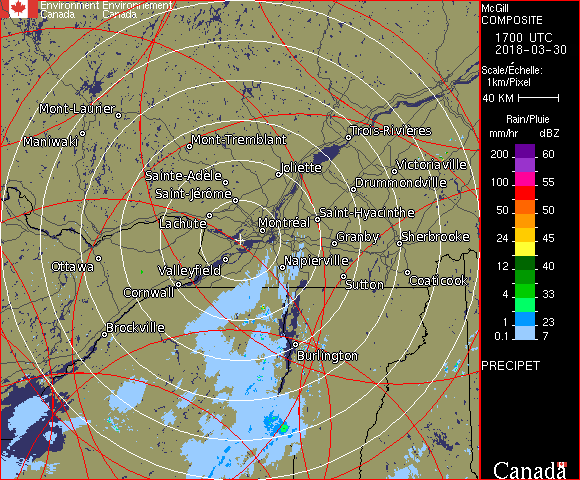 Environment Environnement
Canada Canada
McGill
COMPOSITE
1700 UTC
2018-03-30
Scale/Échelle:
1km/Pixel
40 KM
Rain/Pluie
mm/hr dBZ
200 60
150 57
100 55
50 50
24 45
12 40
4 33
1 23
0.1 7
PRECIPET
Canada
Mont-Laurier
Maniwaki
Mont-Tremblant
Trois-Rivières
Joliette
Victoriaville
Sainte-Adèle
Drummondville
Saint-Jérôme
Lachute
Saint-Hyacinthe
Montréal
Granby
Sherbrooke
Ottawa
Valleyfield
Napierville
Cornwall
Sutton
Coaticook
Brockville
Burlington